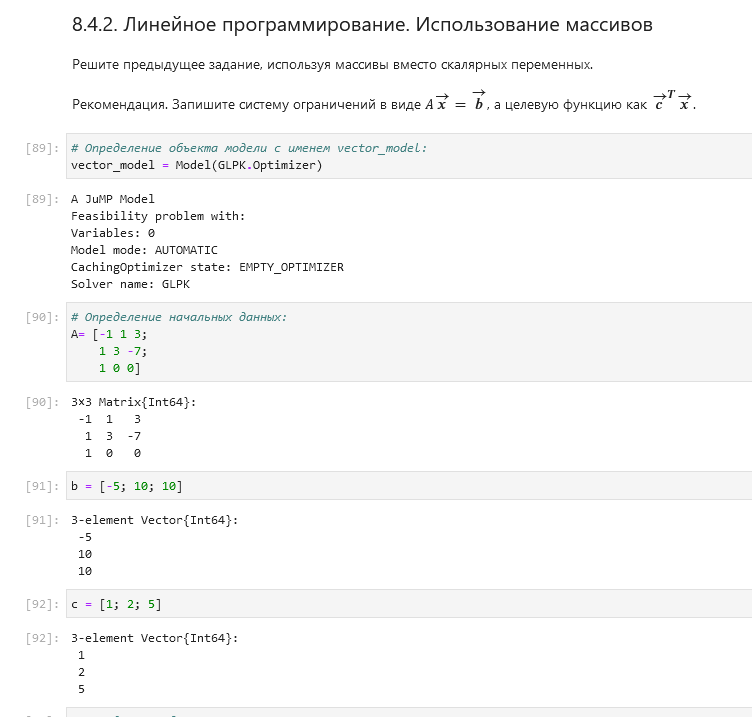 8.4.2. Линейное программирование. Использование массивов
Решите предыдущее задание, используя массивы вместо скалярных переменных.
Рекомендация. Запишите систему ограничений в виде A x⃗ = b⃗, а целевую функцию как c⃗ᵀ x⃗.
[89]: # Определение объекта модели с именем vector_model:
vector_model = Model(GLPK.Optimizer)
[89]: A JuMP Model
Feasibility problem with:
Variables: 0
Model mode: AUTOMATIC
CachingOptimizer state: EMPTY_OPTIMIZER
Solver name: GLPK
[90]: # Определение начальных данных:
A= [-1 1 3;
1 3 -7;
1 0 0]
[90]: 3×3 Matrix{Int64}:
-1 1 3
1 3 -7
1 0 0
[91]: b = [-5; 10; 10]
[91]: 3-element Vector{Int64}:
-5
10
10
[92]: c = [1; 2; 5]
[92]: 3-element Vector{Int64}:
1
2
5